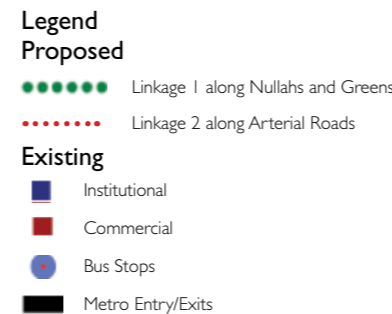 Legend
Proposed
Linkage 1 along Nullahs and Greens
Linkage 2 along Arterial Roads
Existing
Institutional
Commercial
Bus Stops
Metro Entry/Exits